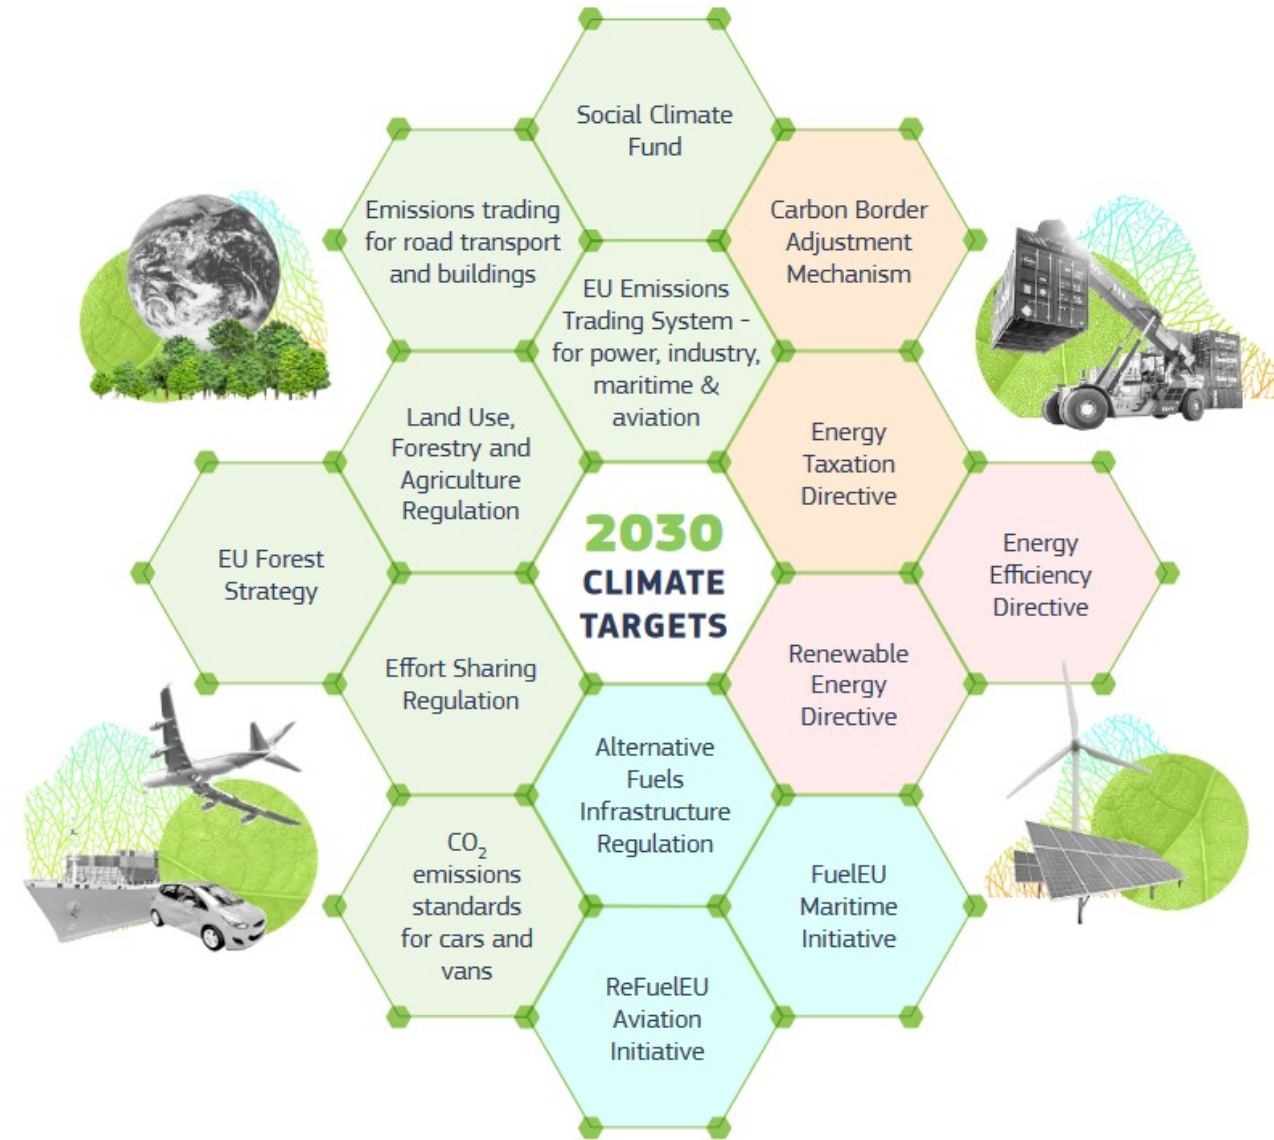 Social Climate
Fund
Emissions trading
for road transport
and buildings
Carbon Border
Adjustment
Mechanism
EU Emissions
Trading System -
for power, industry,
maritime &
aviation
Land Use,
Forestry and
Agriculture
Regulation
Energy
Taxation
Directive
EU Forest
Strategy
2030
CLIMATE
TARGETS
Energy
Efficiency
Directive
Effort Sharing
Regulation
Renewable
Energy
Directive
Alternative
Fuels
Infrastructure
Regulation
CO₂
emissions
standards
for cars and
vans
FuelEU
Maritime
Initiative
ReFuelEU
Aviation
Initiative